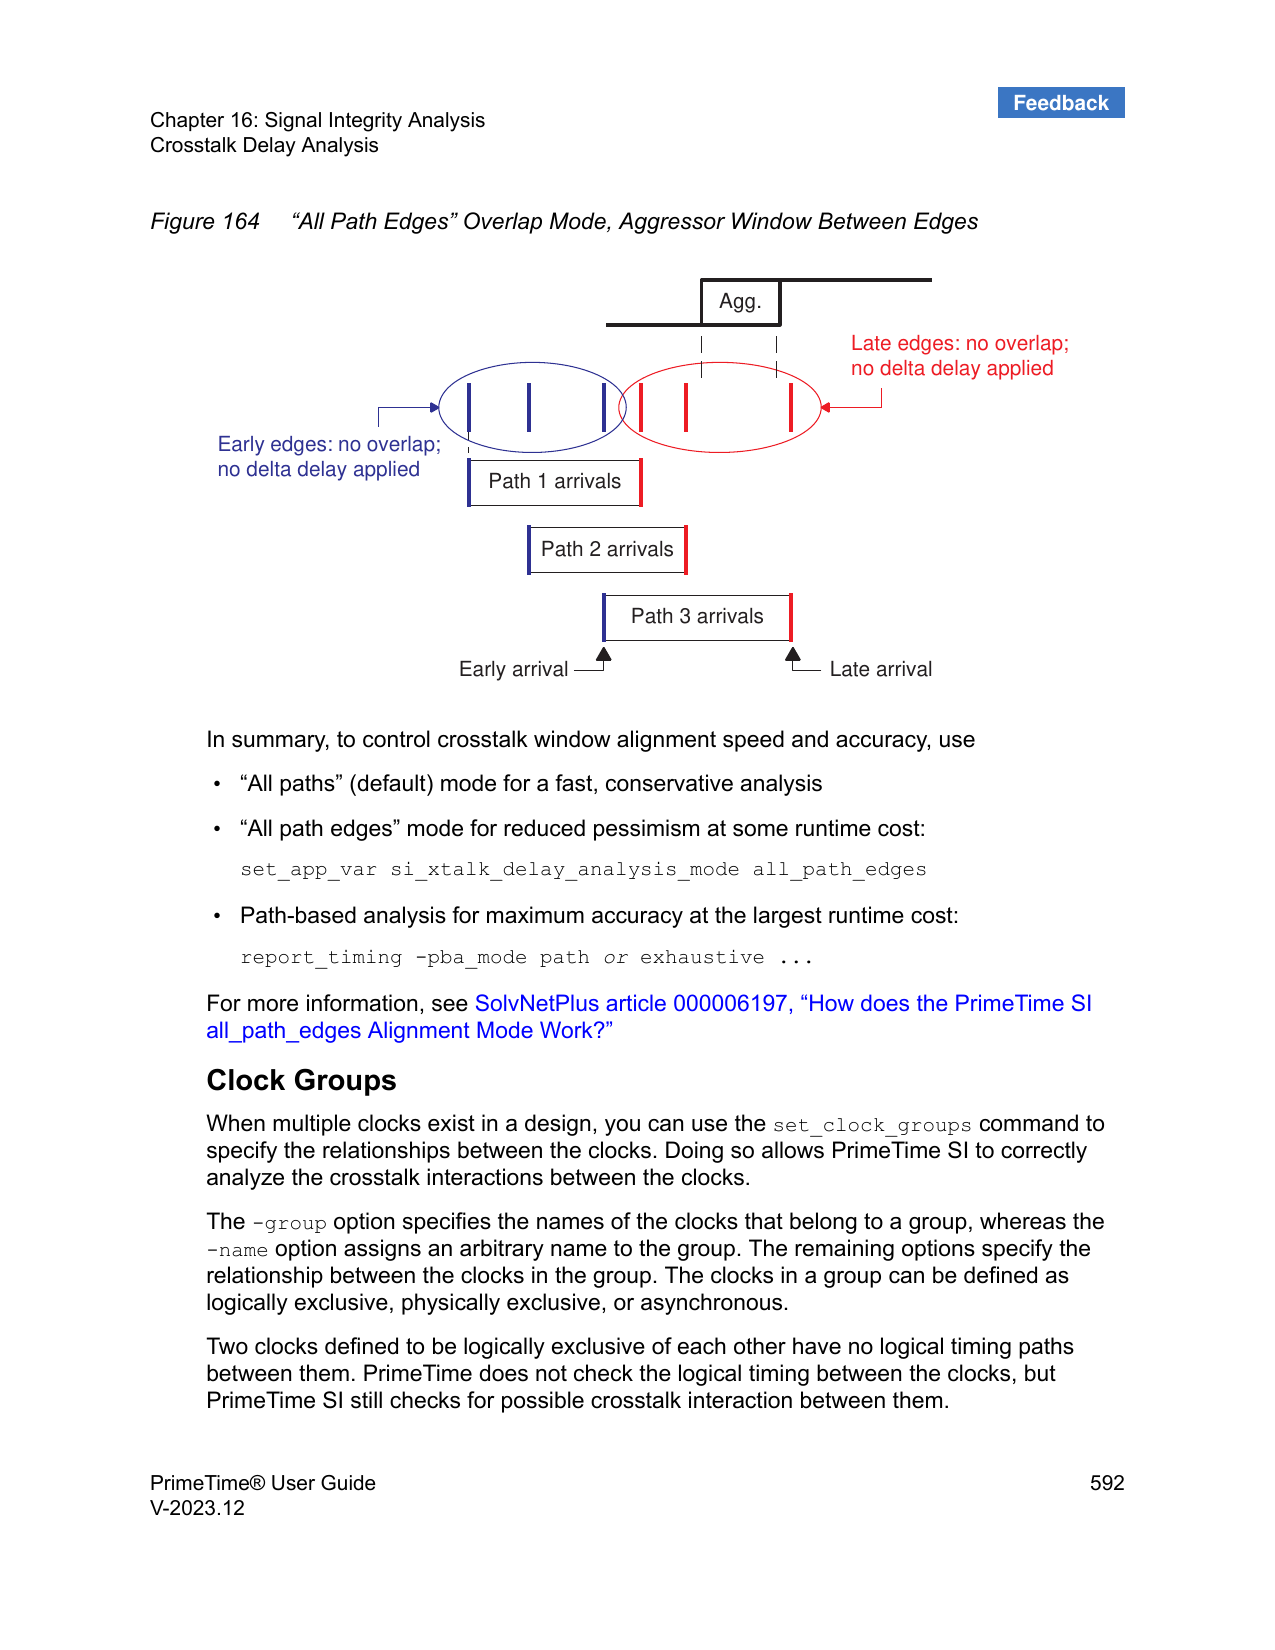 Feedback
Chapter 16: Signal Integrity Analysis
Crosstalk Delay Analysis
Figure 164 “All Path Edges” Overlap Mode, Aggressor Window Between Edges
Agg.
Late edges: no overlap;
no delta delay applied
Early edges: no overlap;
no delta delay applied
Path 1 arrivals
Path 2 arrivals
Path 3 arrivals
Early arrival
Late arrival
In summary, to control crosstalk window alignment speed and accuracy, use
• “All paths” (default) mode for a fast, conservative analysis
• “All path edges” mode for reduced pessimism at some runtime cost:
set_app_var si_xtalk_delay_analysis_mode all_path_edges
• Path-based analysis for maximum accuracy at the largest runtime cost:
report_timing -pba_mode path or exhaustive ...
For more information, see SolvNetPlus article 000006197, “How does the PrimeTime SI
all_path_edges Alignment Mode Work?”
Clock Groups
When multiple clocks exist in a design, you can use the set_clock_groups command to
specify the relationships between the clocks. Doing so allows PrimeTime SI to correctly
analyze the crosstalk interactions between the clocks.
The -group option specifies the names of the clocks that belong to a group, whereas the
-name option assigns an arbitrary name to the group. The remaining options specify the
relationship between the clocks in the group. The clocks in a group can be defined as
logically exclusive, physically exclusive, or asynchronous.
Two clocks defined to be logically exclusive of each other have no logical timing paths
between them. PrimeTime does not check the logical timing between the clocks, but
PrimeTime SI still checks for possible crosstalk interaction between them.
PrimeTime® User Guide
592
V-2023.12